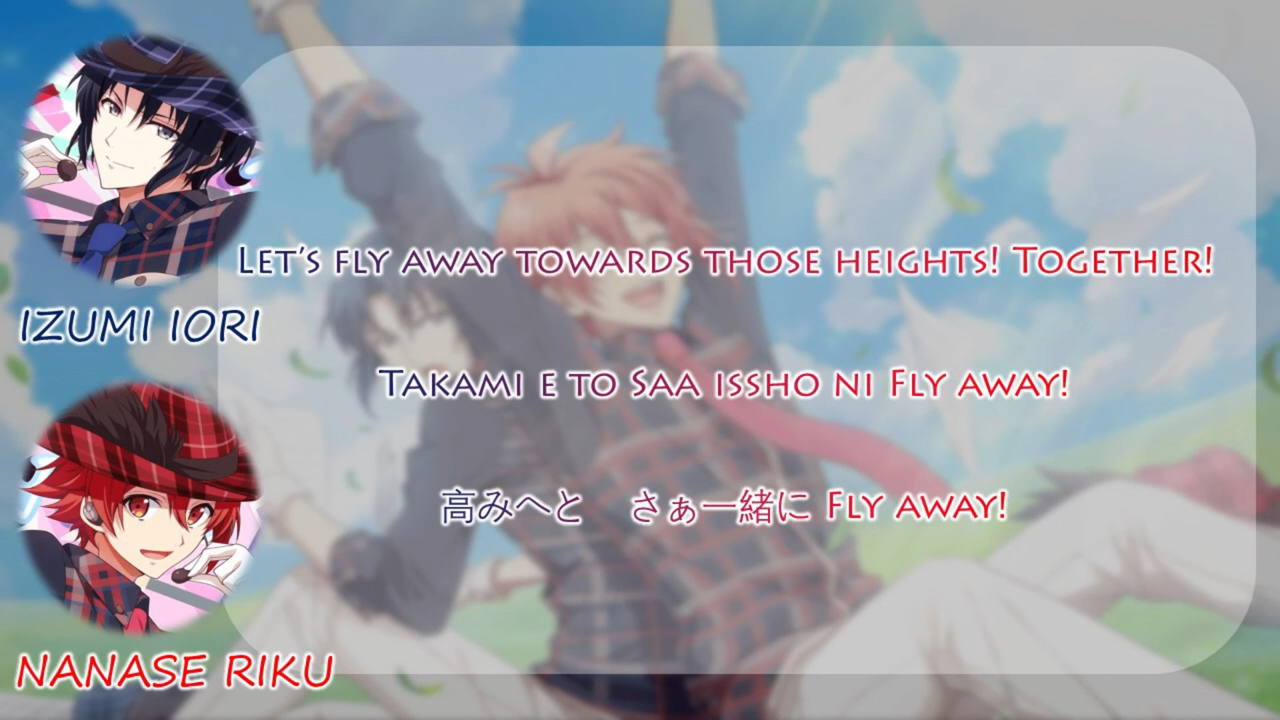 Let's fly away towards those heights! Together!
IZUMI IORI
Takami e to Saa issho ni Fly away!
高みへと　さぁ一緒に Fly away!
NANASE RIKU